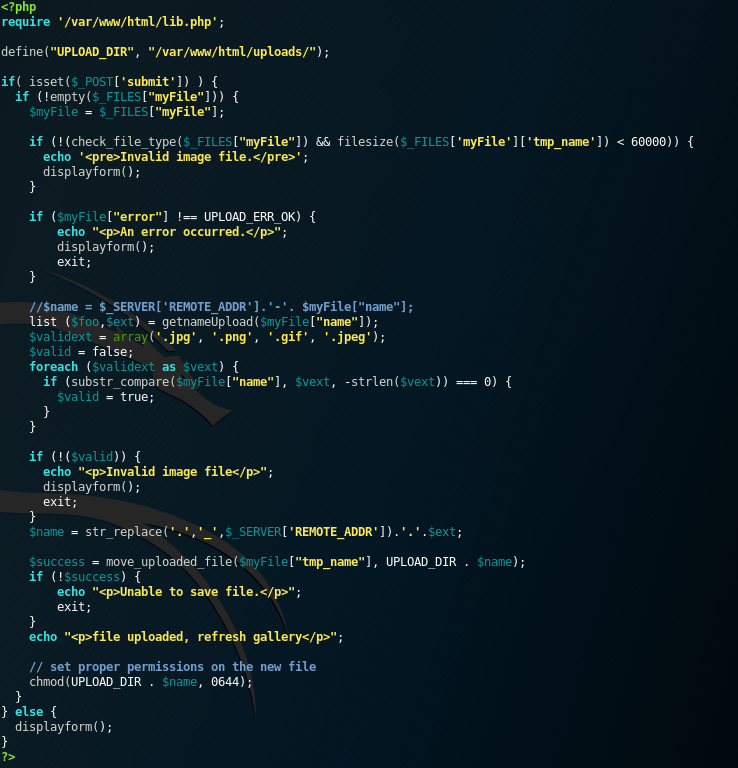 <?php
require '/var/www/html/lib.php';

define("UPLOAD_DIR", "/var/www/html/uploads/");

if( isset($_POST['submit']) ) {
  if (!empty($_FILES["myFile"])) {
    $myFile = $_FILES["myFile"];

    if (!(check_file_type($_FILES["myFile"]) && filesize($_FILES['myFile']['tmp_name']) < 60000)) {
      echo '<pre>Invalid image file.</pre>';
      displayform();
    }

    if ($myFile["error"] !== UPLOAD_ERR_OK) {
        echo "<p>An error occurred.</p>";
        displayform();
        exit;
    }

    //$name = $_SERVER['REMOTE_ADDR'].'-'. $myFile["name"];
    list ($foo,$ext) = getnameUpload($myFile["name"]);
    $validext = array('.jpg', '.png', '.gif', '.jpeg');
    $valid = false;
    foreach ($validext as $vext) {
      if (substr_compare($myFile["name"], $vext, -strlen($vext)) === 0) {
        $valid = true;
      }
    }

    if (!($valid)) {
      echo "<p>Invalid image file</p>";
      displayform();
      exit;
    }
    $name = str_replace('.','_',$_SERVER['REMOTE_ADDR']).'.'.$ext;

    $success = move_uploaded_file($myFile["tmp_name"], UPLOAD_DIR . $name);
    if (!$success) {
        echo "<p>Unable to save file.</p>";
        exit;
    }
    echo "<p>file uploaded, refresh gallery</p>";

    // set proper permissions on the new file
    chmod(UPLOAD_DIR . $name, 0644);
  }
} else {
  displayform();
}
?>